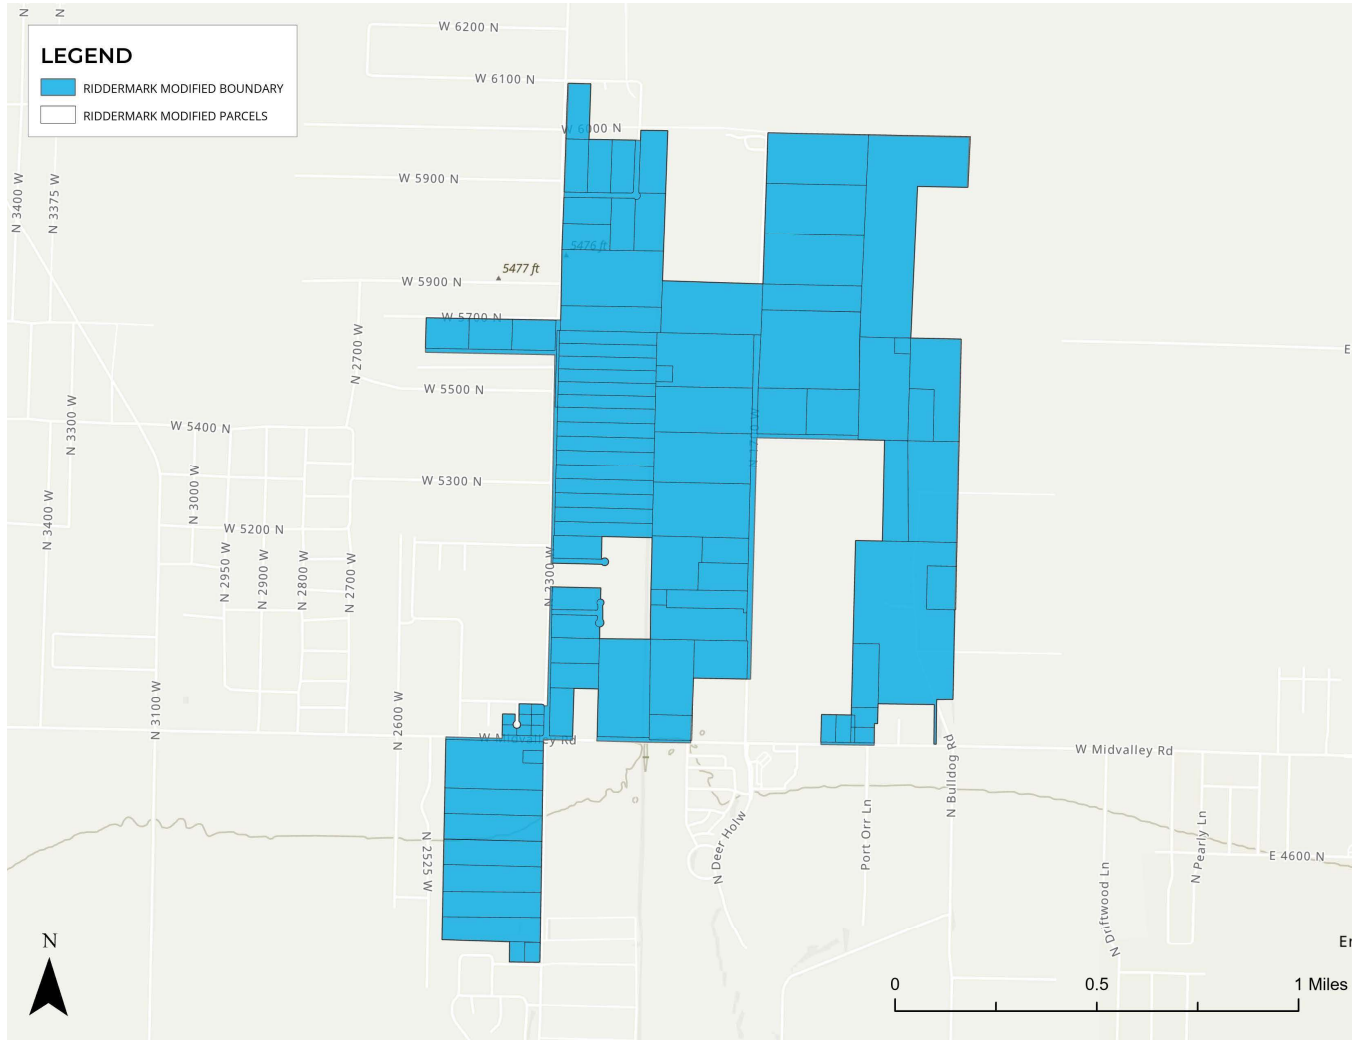 N
N
LEGEND
RIDDERMARK MODIFIED BOUNDARY
RIDDERMARK MODIFIED PARCELS
W 6200 N
W 6100 N
W 6000 N
W 5900 N
N 3400 W
N 3375 W
5476 ft
5477 ft
W 5900 N
W 5700 N
N 2700 W
E
W 5500 N
N 3300 W
W 5400 N
W 5300 N
N 3000 W
N 3400 W
W 5200 N
N 2950 W
N 2900 W
N 2800 W
N 2700 W
N 2300 W
N 3100 W
N 2600 W
W Midvalley Rd
W Midvalley Rd
N Bulldog Rd
N 2525 W
N Deer Holw
Port Orr Ln
N Pearly Ln
E 4600 N
N Driftwood Ln
N
Er
0
0.5
1 Miles